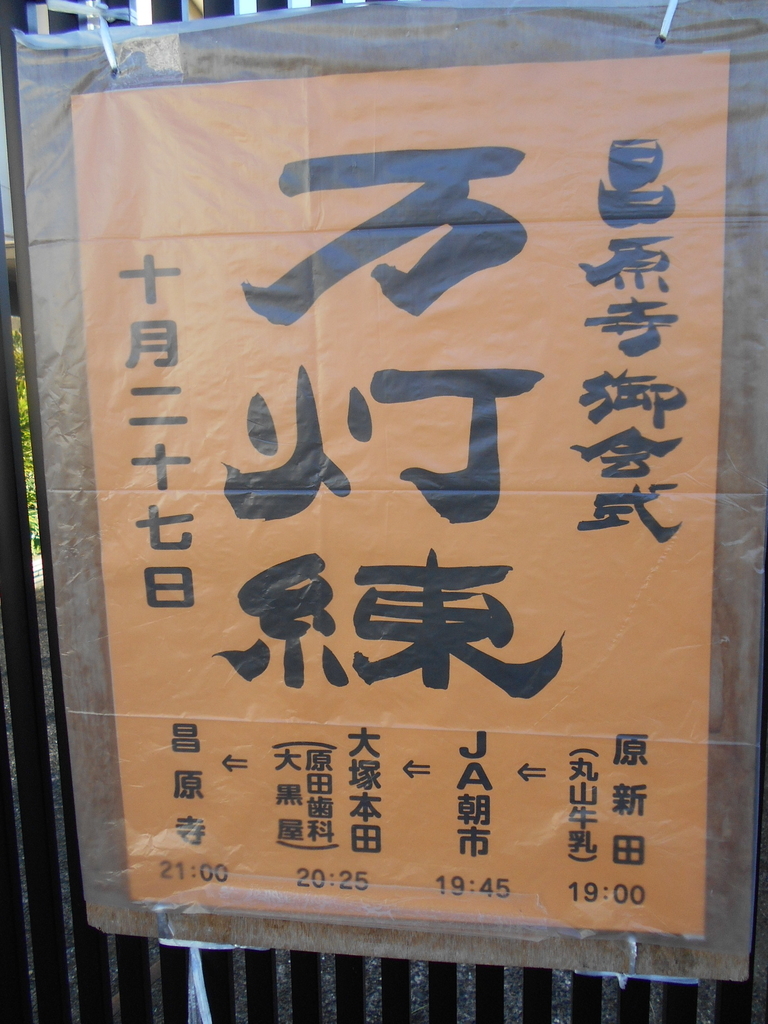 昌原寺御会式
万灯練
十月二十七日
原新田
（丸山牛乳）
19:00
⇐
JA朝市
19:45
⇐
大塚本田
（原田歯科
大黒屋）
20:25
⇐
昌原寺
21:00